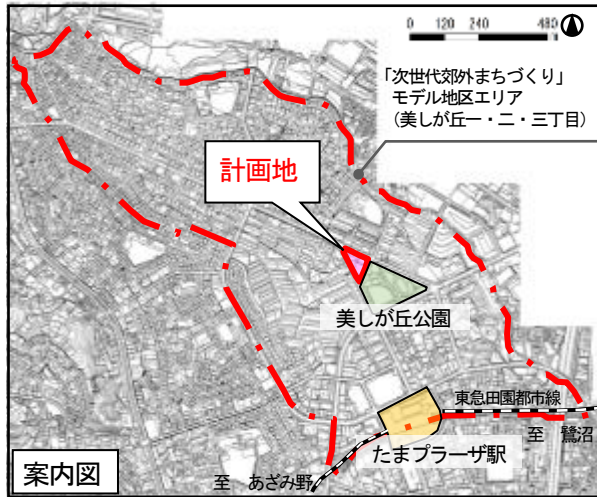 0 120 240 480
「次世代郊外まちづくり」
モデル地区エリア
(美しが丘一・二・三丁目)
計画地
美しが丘公園
東急田園都市線
至 鷺沼
たまプラーザ駅
至 あざみ野
案内図